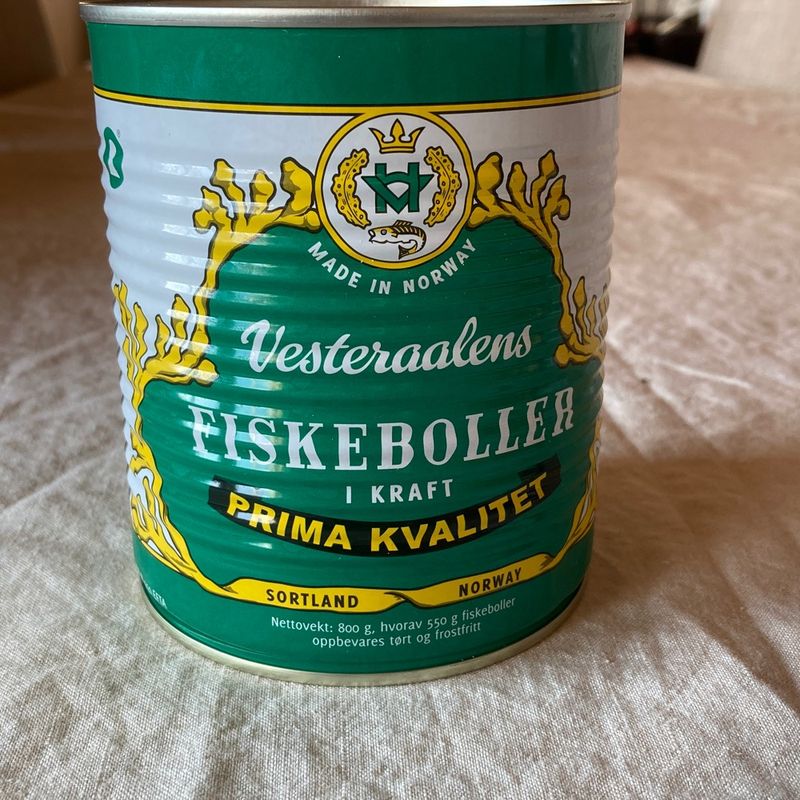 MADE IN NORWAY
Vesteraalens
FISKEBOLLER
I KRAFT
PRIMA KVALITET
SORTLAND NORWAY
Nettovekt: 800 g, hvorav 550 g fiskeboller
oppbevares tørt og frostfritt